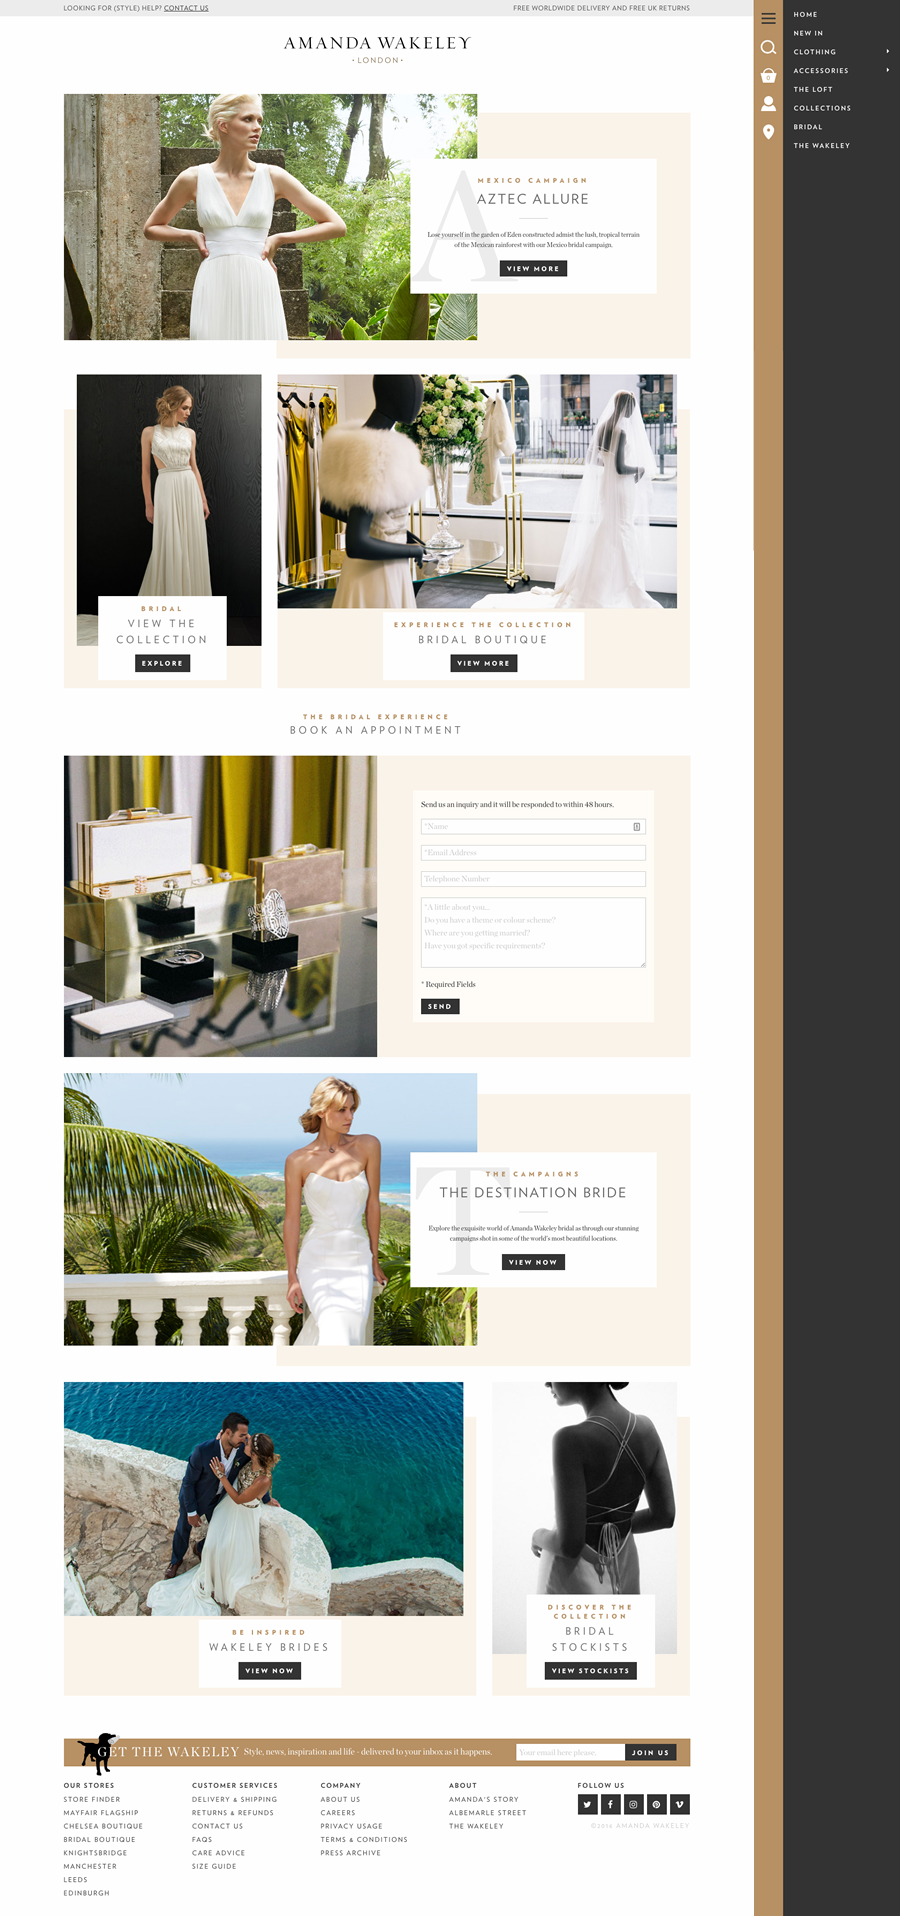 LOOKING FOR (STYLE) HELP? CONTACT US
FREE WORLDWIDE DELIVERY AND FREE UK RETURNS
AMANDA WAKELEY
• LONDON •
HOME
NEW IN
CLOTHING
ACCESSORIES
THE LOFT
COLLECTIONS
BRIDAL
THE WAKELEY
0
A
MEXICO CAMPAIGN
AZTEC ALLURE
Lose yourself in the garden of Eden constructed admist the lush, tropical terrain
of the Mexican rainforest with our Mexico bridal campaign.
VIEW MORE
BRIDAL
VIEW THE
COLLECTION
EXPLORE
EXPERIENCE THE COLLECTION
BRIDAL BOUTIQUE
VIEW MORE
THE BRIDAL EXPERIENCE
BOOK AN APPOINTMENT
Send us an inquiry and it will be responded to within 48 hours.
*Name
*Email Address
Telephone Number
*A little about you...
Do you have a theme or colour scheme?
Where are you getting married?
Have you got specific requirements?
* Required Fields
SEND
T
THE CAMPAIGNS
THE DESTINATION BRIDE
Explore the exquisite world of Amanda Wakeley bridal as through our stunning
campaigns shot in some of the world's most beautiful locations.
VIEW NOW
BE INSPIRED
WAKELEY BRIDES
VIEW NOW
DISCOVER THE
COLLECTION
BRIDAL
STOCKISTS
VIEW STOCKISTS
GET THE WAKELEY Style, news, inspiration and life - delivered to your inbox as it happens.
Your email here please.
JOIN US
OUR STORES
STORE FINDER
MAYFAIR FLAGSHIP
CHELSEA BOUTIQUE
BRIDAL BOUTIQUE
KNIGHTSBRIDGE
MANCHESTER
LEEDS
EDINBURGH
CUSTOMER SERVICES
DELIVERY & SHIPPING
RETURNS & REFUNDS
CONTACT US
FAQS
CARE ADVICE
SIZE GUIDE
COMPANY
ABOUT US
CAREERS
PRIVACY USAGE
TERMS & CONDITIONS
PRESS ARCHIVE
ABOUT
AMANDA'S STORY
ALBEMARLE STREET
THE WAKELEY
FOLLOW US
©2016 AMANDA WAKELEY